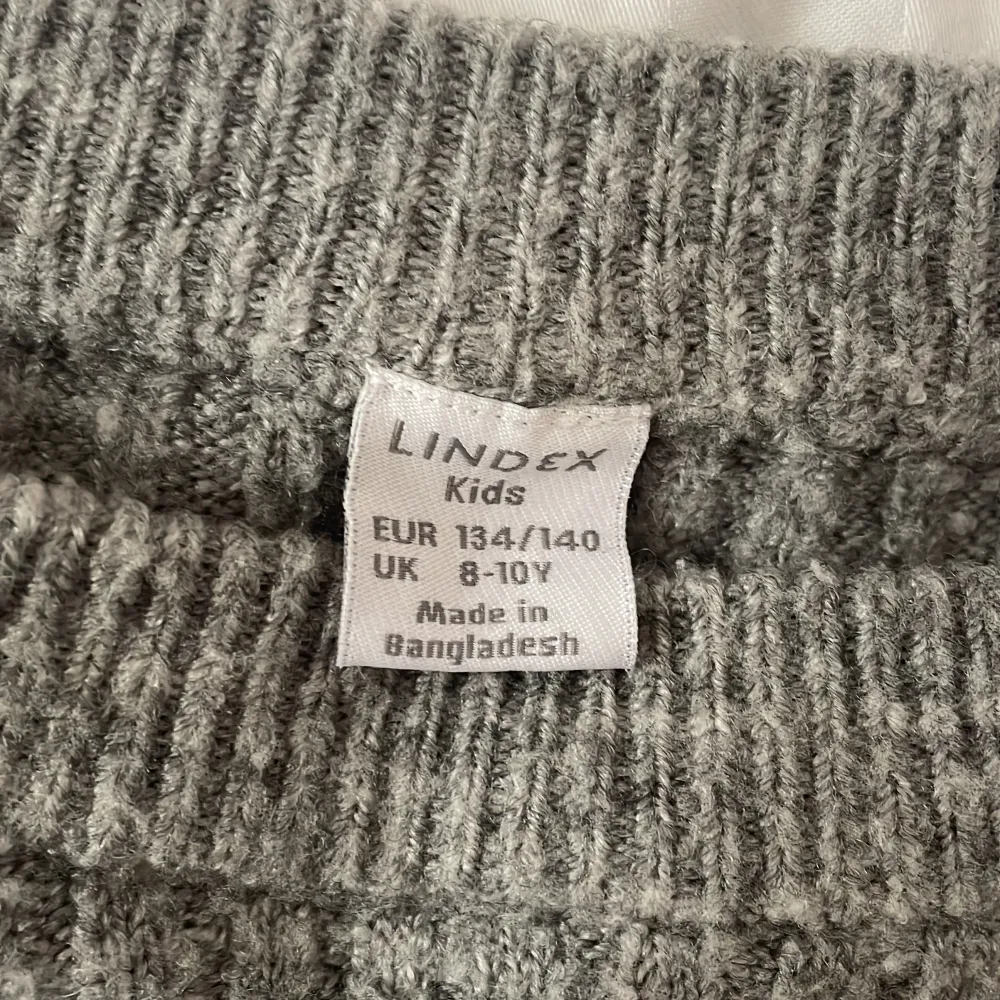 LINDEX
Kids
EUR 134/140
UK 8-10Y
Made in
Bangladesh